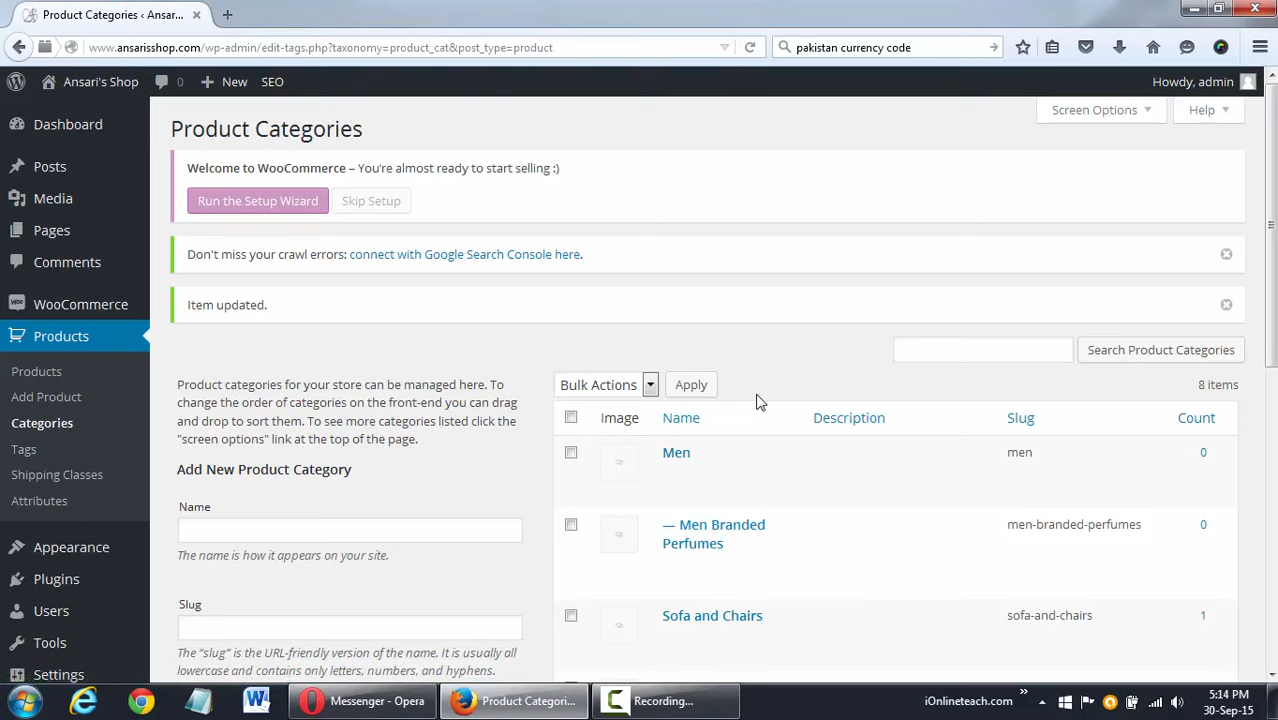 Product Categories ‹ Ansar... × +
www.ansarisshop.com/wp-admin/edit-tags.php?taxonomy=product_cat&post_type=product
pakistan currency code
Ansari's Shop 0 + New SEO
Howdy, admin
Dashboard
Posts
Media
Pages
Comments
WooCommerce
Products
Products
Add Product
Categories
Tags
Shipping Classes
Attributes
Appearance
Plugins
Users
Tools
Settings
Screen Options Help
Product Categories
Welcome to WooCommerce – You're almost ready to start selling :)
Run the Setup Wizard Skip Setup
Don't miss your crawl errors: connect with Google Search Console here.
Item updated.
Search Product Categories
Product categories for your store can be managed here. To
change the order of categories on the front-end you can drag
and drop to sort them. To see more categories listed click the
"screen options" link at the top of the page.
Add New Product Category
Name
The name is how it appears on your site.
Slug
The “slug” is the URL-friendly version of the name. It is usually all
lowercase and contains only letters, numbers, and hyphens.
Bulk Actions Apply
8 items
Image Name Description Slug Count
Men men 0
— Men Branded
Perfumes men-branded-perfumes 0
Sofa and Chairs sofa-and-chairs 1
Messenger - Opera
Product Categori...
Recording...
iOnlineteach.com
5:14 PM
30-Sep-15